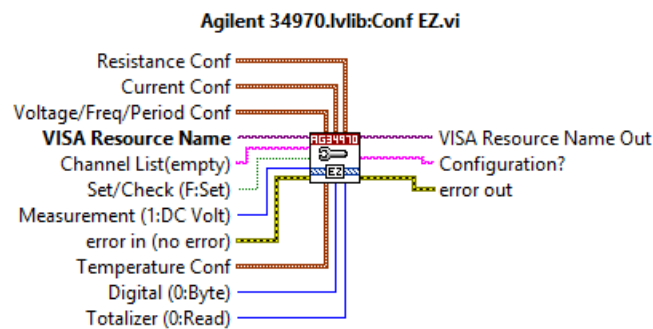 Agilent 34970.lvlib:Conf EZ.vi
Resistance Conf
Current Conf
Voltage/Freq/Period Conf
VISA Resource Name
Channel List(empty)
Set/Check (F:Set)
Measurement (1:DC Volt)
error in (no error)
Temperature Conf
Digital (0:Byte)
Totalizer (0:Read)
AG34970
EZ
VISA Resource Name Out
Configuration?
error out